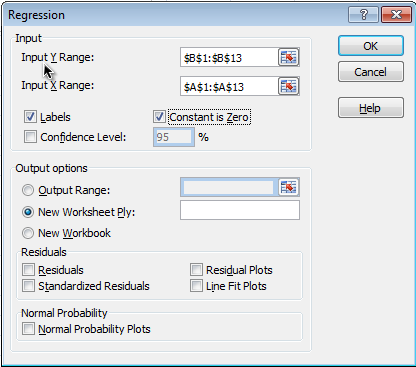 Regression
?
Input
Input Y Range:
$B$1:$B$13
OK
Input X Range:
$A$1:$A$13
Cancel
Labels
Constant is Zero
Help
Confidence Level:
95
%
Output options
Output Range:
New Worksheet Ply:
New Workbook
Residuals
Residuals
Residual Plots
Standardized Residuals
Line Fit Plots
Normal Probability
Normal Probability Plots